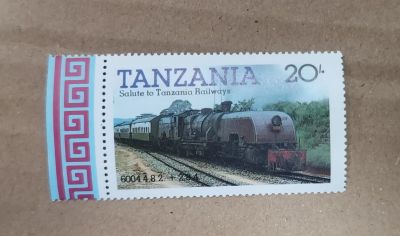 TANZANIA 20/-
Salute to Tanzania Railways
6004 4.8.2. + 2.8.4.